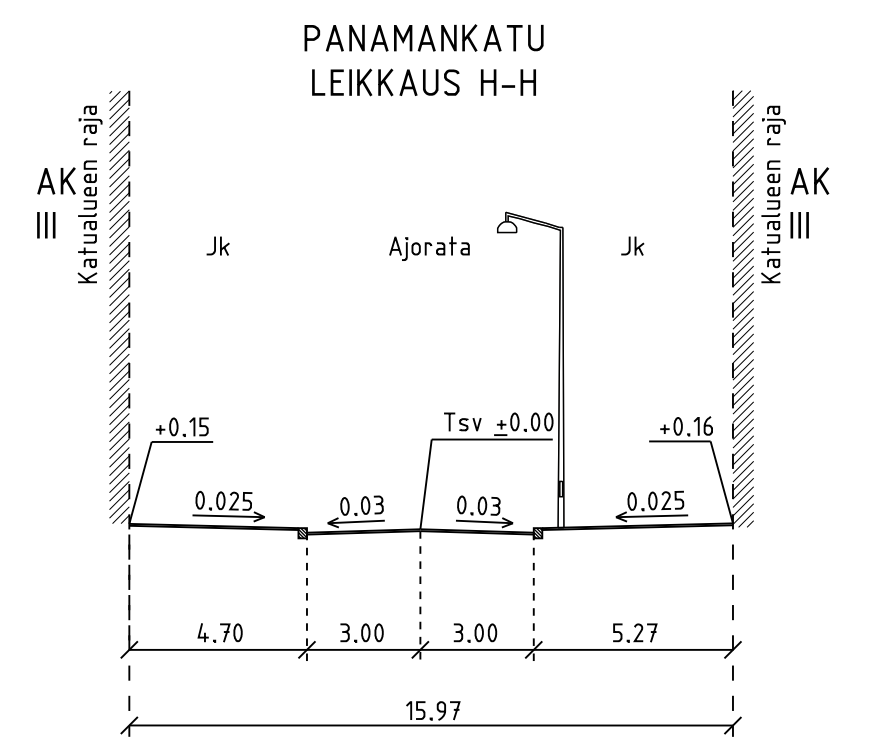 PANAMANKATU
LEIKKAUS H-H
Katualueen raja
AK
III
Katualueen raja
AK
III
Jk
Ajorata
Jk
+0.15
Tsv ±0.00
+0.16
0.025
0.03
0.03
0.025
4.70
3.00
3.00
5.27
15.97